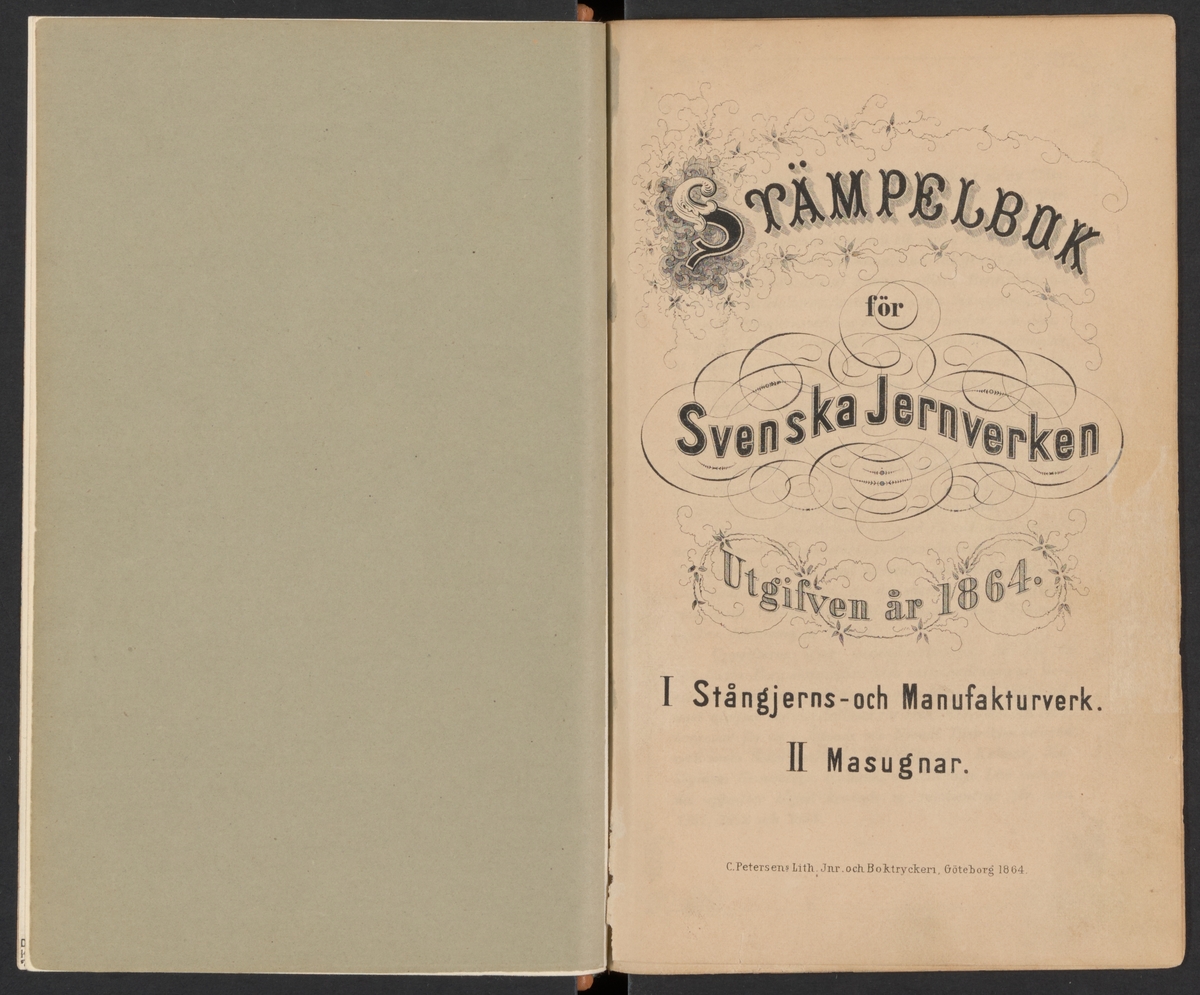 STÄMPELBOK
för
Svenska Jernverken
Utgifven år 1864.
I Stångjerns-och Manufakturverk.
II Masugnar.
C. Petersens Lith, Jnr. och Boktryckeri, Göteborg 1864.